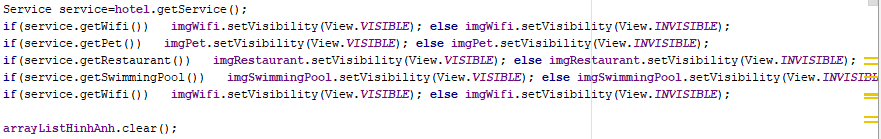 Service service=hotel.getService();
if(service.getWifi()) imgWifi.setVisibility(View.VISIBLE); else imgWifi.setVisibility(View.INVISIBLE);
if(service.getPet()) imgPet.setVisibility(View.VISIBLE); else imgPet.setVisibility(View.INVISIBLE);
if(service.getRestaurant()) imgRestaurant.setVisibility(View.VISIBLE); else imgRestaurant.setVisibility(View.INVISIBLE);
if(service.getSwimmingPool()) imgSwimmingPool.setVisibility(View.VISIBLE); else imgSwimmingPool.setVisibility(View.INVISIBL
if(service.getWifi()) imgWifi.setVisibility(View.VISIBLE); else imgWifi.setVisibility(View.INVISIBLE);
arrayListHinhAnh.clear();